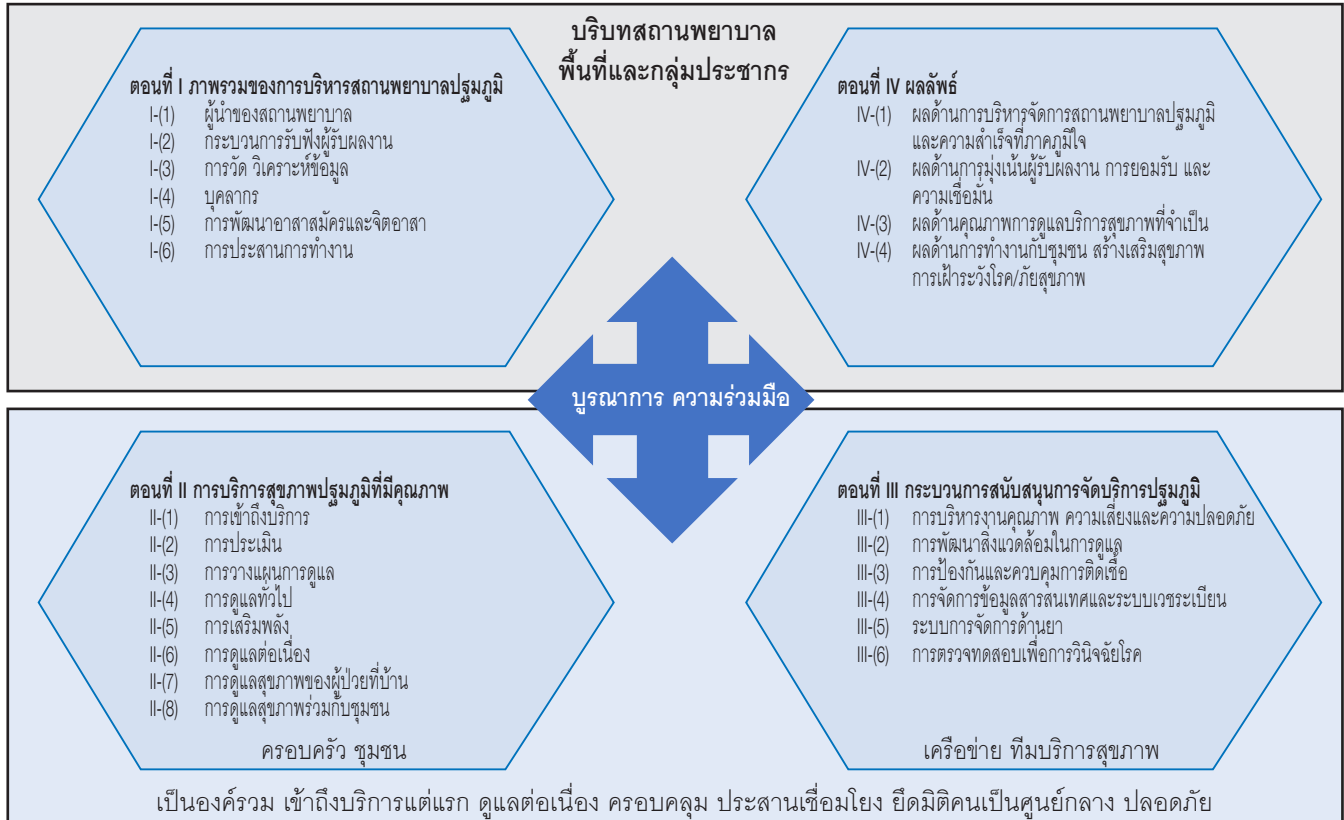 บริบทสถานพยาบาล
พื้นที่และกลุ่มประชากร
ตอนที่ I ภาพรวมของการบริหารสถานพยาบาลปฐมภูมิ
I-(1) ผู้นำของสถานพยาบาล
I-(2) กระบวนการรับฟังผู้รับผลงาน
I-(3) การวัด วิเคราะห์ข้อมูล
I-(4) บุคลากร
I-(5) การพัฒนาอาสาสมัครและจิตอาสา
I-(6) การประสานการทำงาน
ตอนที่ IV ผลลัพธ์
IV-(1) ผลด้านการบริหารจัดการสถานพยาบาลปฐมภูมิ
และความสำเร็จที่ภาคภูมิใจ
IV-(2) ผลด้านการมุ่งเน้นผู้รับผลงาน การยอมรับ และ
ความเชื่อมั่น
IV-(3) ผลด้านคุณภาพการดูแลบริการสุขภาพที่จำเป็น
IV-(4) ผลด้านการทำงานกับชุมชน สร้างเสริมสุขภาพ
การเฝ้าระวังโรค/ภัยสุขภาพ
บูรณาการ ความร่วมมือ
ตอนที่ II การบริการสุขภาพปฐมภูมิที่มีคุณภาพ
II-(1) การเข้าถึงบริการ
II-(2) การประเมิน
II-(3) การวางแผนการดูแล
II-(4) การดูแลทั่วไป
II-(5) การเสริมพลัง
II-(6) การดูแลต่อเนื่อง
II-(7) การดูแลสุขภาพของผู้ป่วยที่บ้าน
II-(8) การดูแลสุขภาพร่วมกับชุมชน
ครอบครัว ชุมชน
ตอนที่ III กระบวนการสนับสนุนการจัดบริการปฐมภูมิ
III-(1) การบริหารงานคุณภาพ ความเสี่ยงและความปลอดภัย
III-(2) การพัฒนาสิ่งแวดล้อมในการดูแล
III-(3) การป้องกันและควบคุมการติดเชื้อ
III-(4) การจัดการข้อมูลสารสนเทศและระบบเวชระเบียน
III-(5) ระบบการจัดการด้านยา
III-(6) การตรวจทดสอบเพื่อการวินิจฉัยโรค
เครือข่าย ทีมบริการสุขภาพ
เป็นองค์รวม เข้าถึงบริการแต่แรก ดูแลต่อเนื่อง ครอบคลุม ประสานเชื่อมโยง ยึดมิติคนเป็นศูนย์กลาง ปลอดภัย